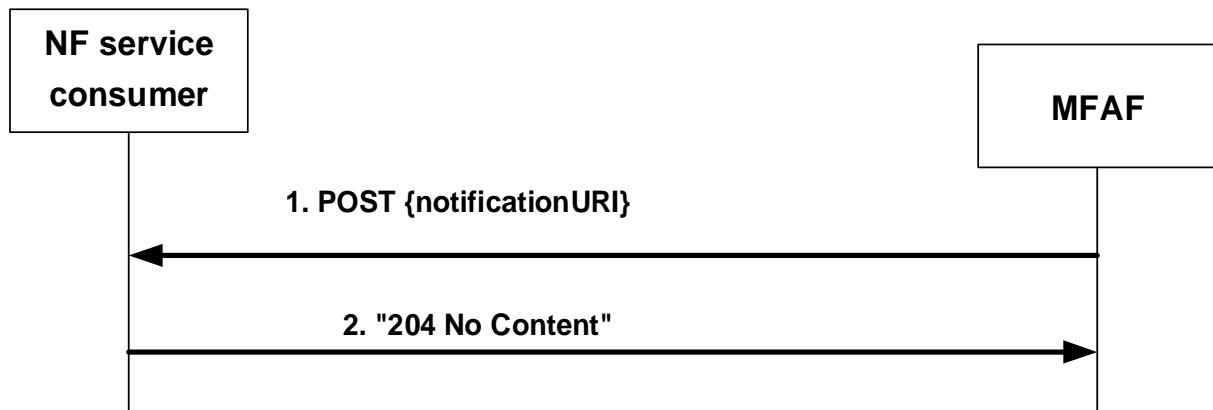 NF service
consumer
MFAF
1. POST {notificationURI}
2. "204 No Content"